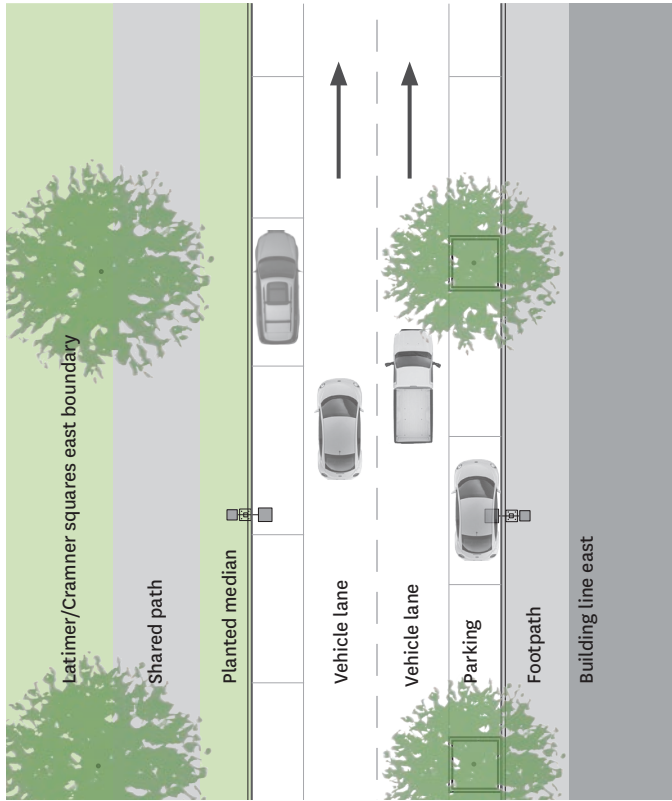 Latimer/Cramner squares east boundary
Shared path
Planted median
Vehicle lane
Vehicle lane
Parking
Footpath
Building line east